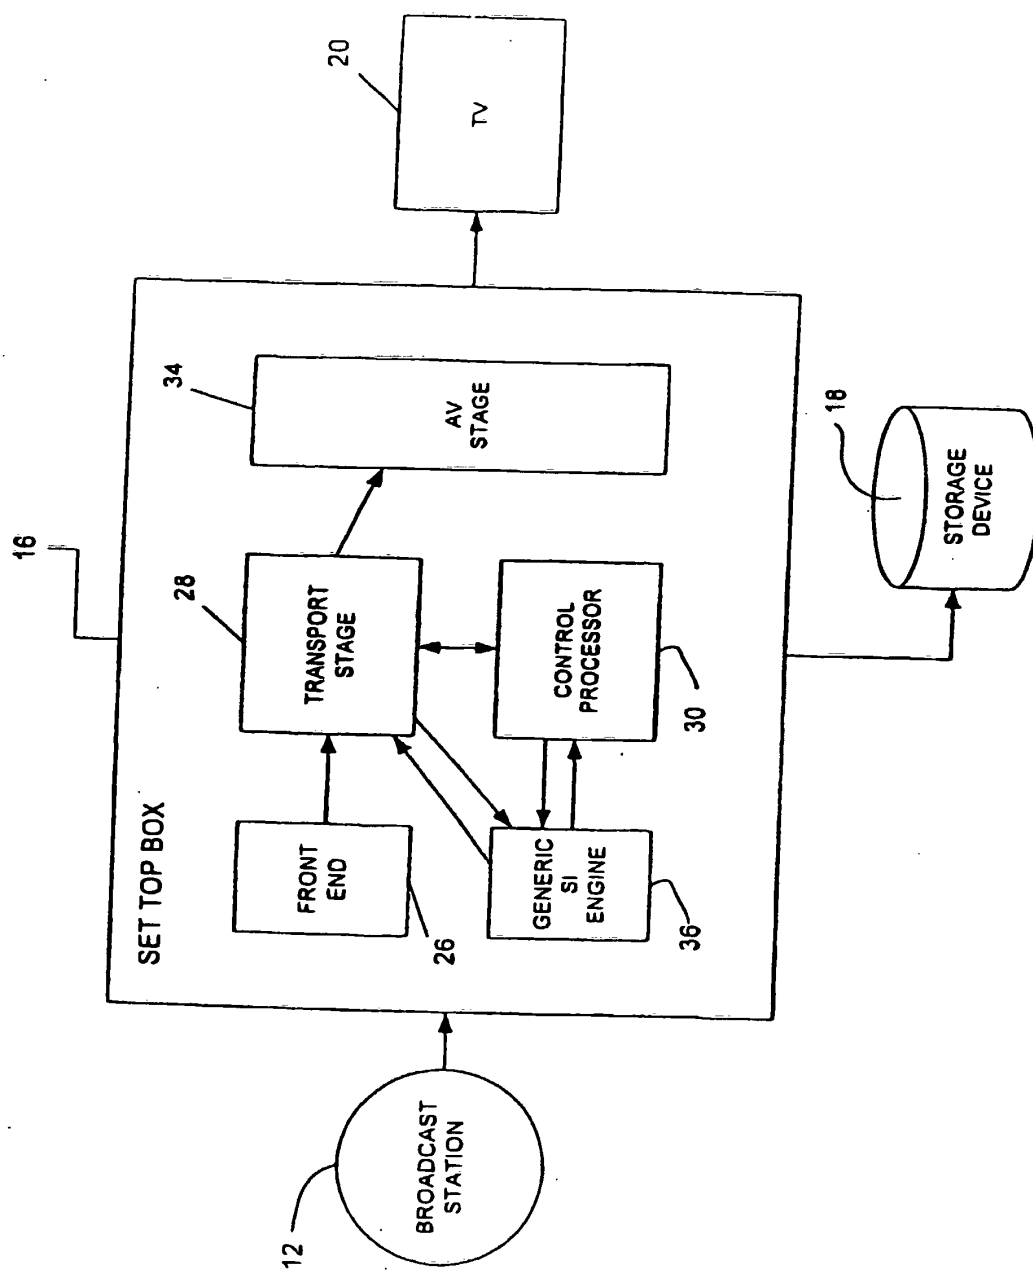 16
SET TOP BOX
28
34
20
FRONT
END
TRANSPORT
STAGE
AV
STAGE
TV
BROADCAST
STATION
12
26
GENERIC
SI
ENGINE
CONTROL
PROCESSOR
36
30
18
STORAGE
DEVICE